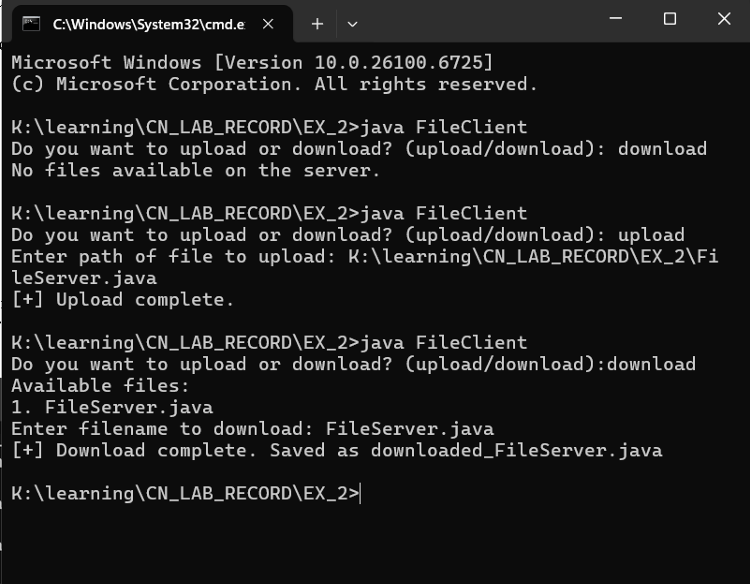 C:\Windows\System32\cmd.e
Microsoft Windows [Version 10.0.26100.6725]
(c) Microsoft Corporation. All rights reserved.
K:\learning\CN_LAB_RECORD\EX_2>java FileClient
Do you want to upload or download? (upload/download): download
No files available on the server.
K:\learning\CN_LAB_RECORD\EX_2>java FileClient
Do you want to upload or download? (upload/download): upload
Enter path of file to upload: K:\learning\CN_LAB_RECORD\EX_2\Fi
leServer.java
[+] Upload complete.
K:\learning\CN_LAB_RECORD\EX_2>java FileClient
Do you want to upload or download? (upload/download):download
Available files:
1. FileServer.java
Enter filename to download: FileServer.java
[+] Download complete. Saved as downloaded_FileServer.java
K:\learning\CN_LAB_RECORD\EX_2>